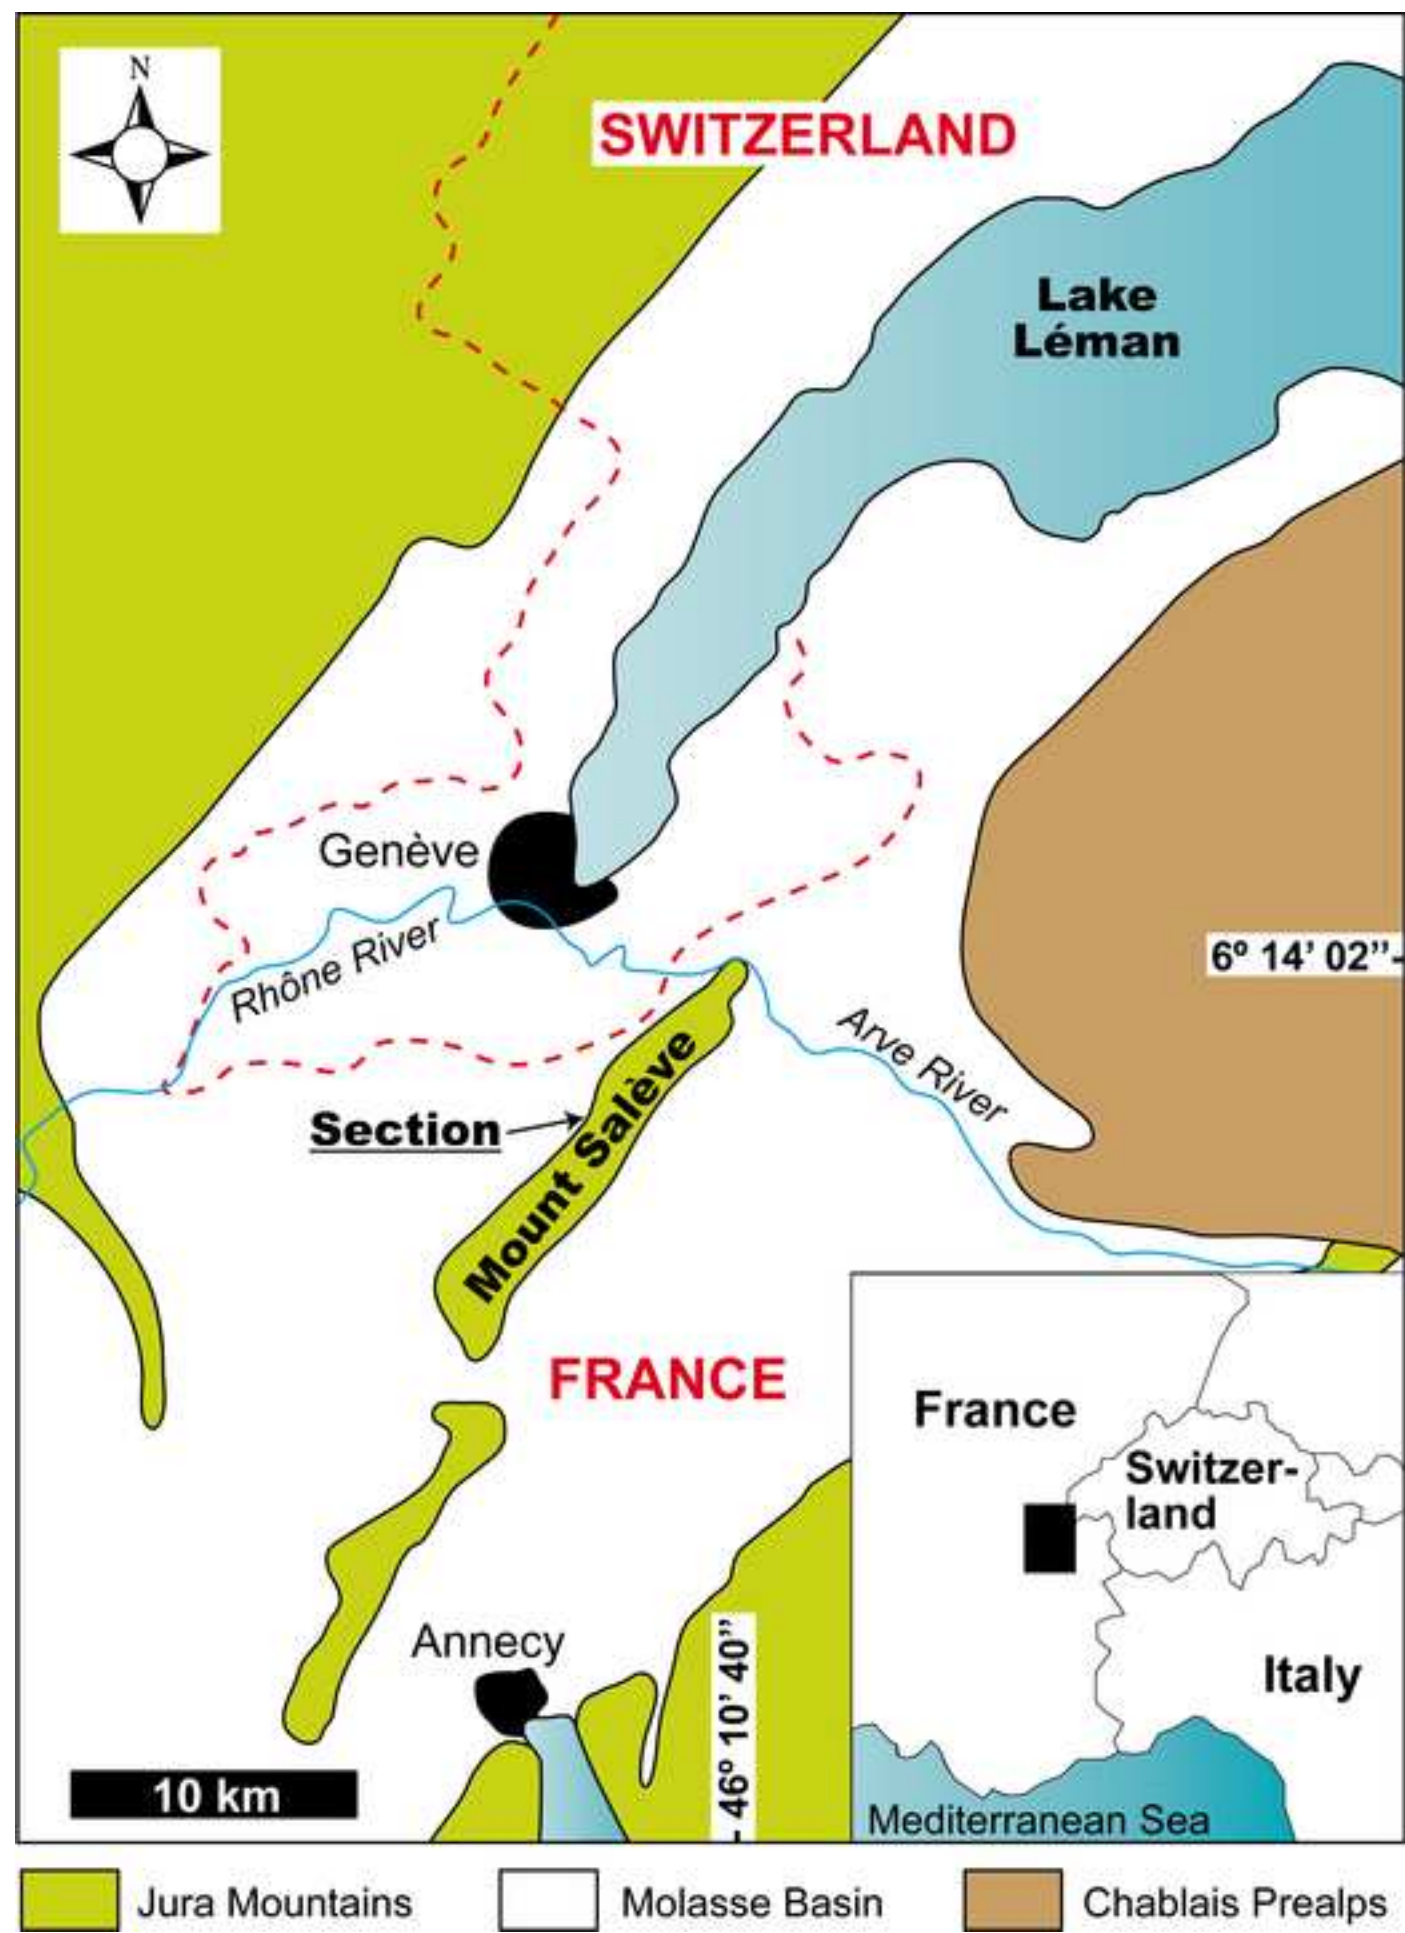 N
SWITZERLAND
Lake
Léman
Genève
Rhône River
6º 14’ 02’’
Arve River
Section
Mount Salève
FRANCE
France
Switzer-
land
Annecy
46º 10’ 40’’
Italy
10 km
Mediterranean Sea
Jura Mountains
Molasse Basin
Chablais Prealps